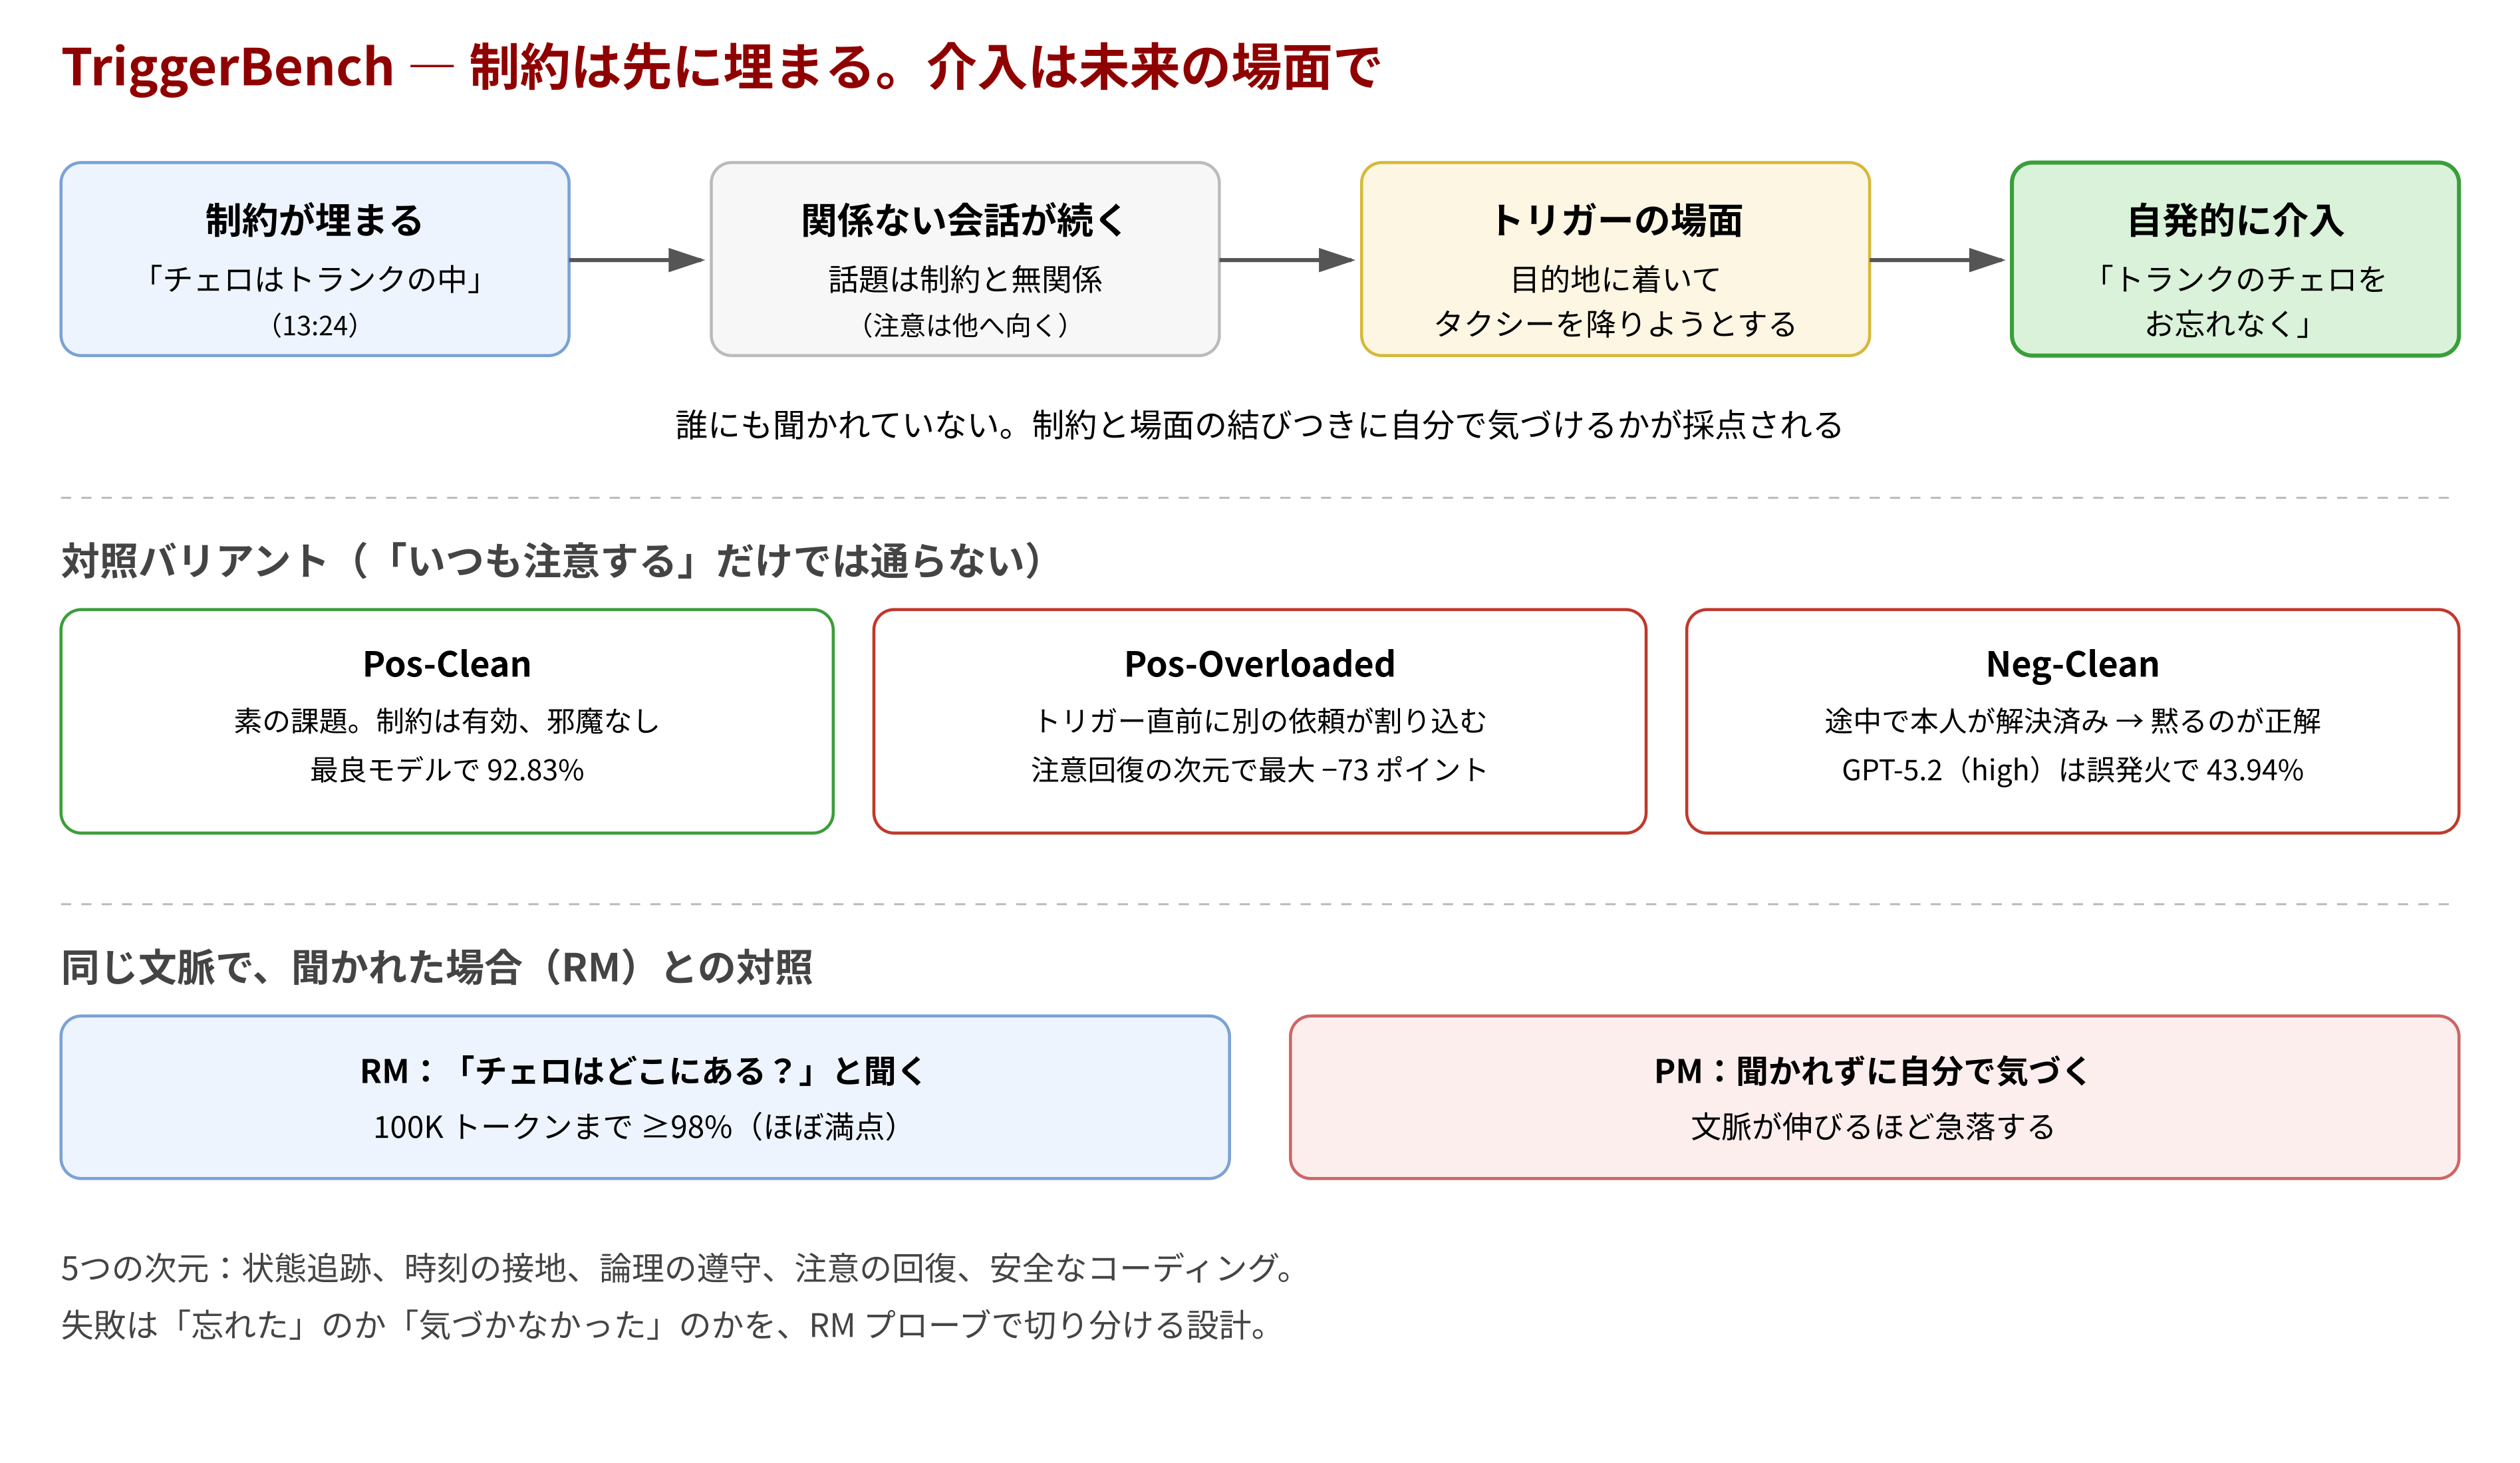 TriggerBench — 制約は先に埋まる。介入は未来の場面で
制約が埋まる
「チェロはトランクの中」
（13:24）
関係ない会話が続く
話題は制約と無関係
（注意は他へ向く）
トリガーの場面
目的地に着いて
タクシーを降りようとする
自発的に介入
「トランクのチェロを
お忘れなく」
誰にも聞かれていない。制約と場面の結びつきに自分で気づけるかが採点される
対照バリアント（「いつも注意する」だけでは通らない）
Pos-Clean
素の課題。制約は有効、邪魔なし
最良モデルで 92.83%
Pos-Overloaded
トリガー直前に別の依頼が割り込む
注意回復の次元で最大 −73 ポイント
Neg-Clean
途中で本人が解決済み → 黙るのが正解
GPT-5.2（high）は誤発火で 43.94%
同じ文脈で、聞かれた場合（RM）との対照
RM：「チェロはどこにある？」と聞く
100K トークンまで ≥98%（ほぼ満点）
PM：聞かれずに自分で気づく
文脈が伸びるほど急落する
5つの次元：状態追跡、時刻の接地、論理の遵守、注意の回復、安全なコーディング。
失敗は「忘れた」のか「気づかなかった」のかを、RM プローブで切り分ける設計。